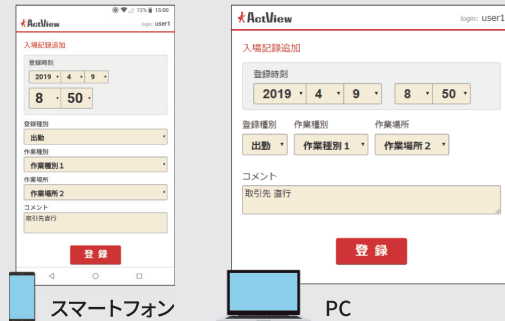 72% 15:00
ActView
login: user1
入場記録追加
登録時刻
2019 4 9
8 50
登録種別
出勤
作業種別
作業種別1
作業場所
作業場所2
コメント
取引先直行
登録
スマートフォン
ActView
login: user1
入場記録追加
登録時刻
2019 4 9 8 50
登録種別 作業種別 作業場所
出勤 作業種別1 作業場所2
コメント
取引先 直行
登録
PC